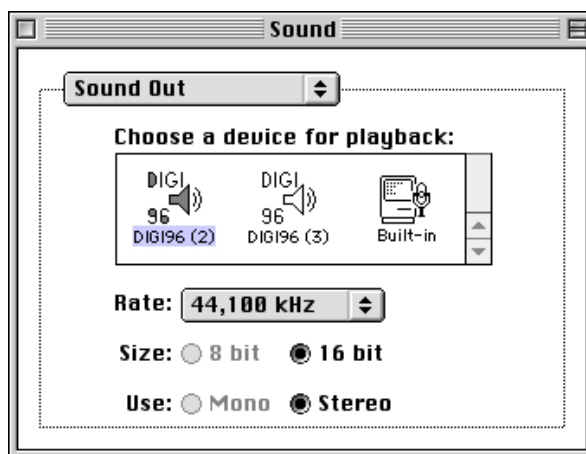 Sound
Sound Out
Choose a device for playback:
DIGI 96 DIGI 96
DIGI96 (2) DIGI96 (3) Built-in
Rate: 44,100 kHz
Size: 8 bit 16 bit
Use: Mono Stereo